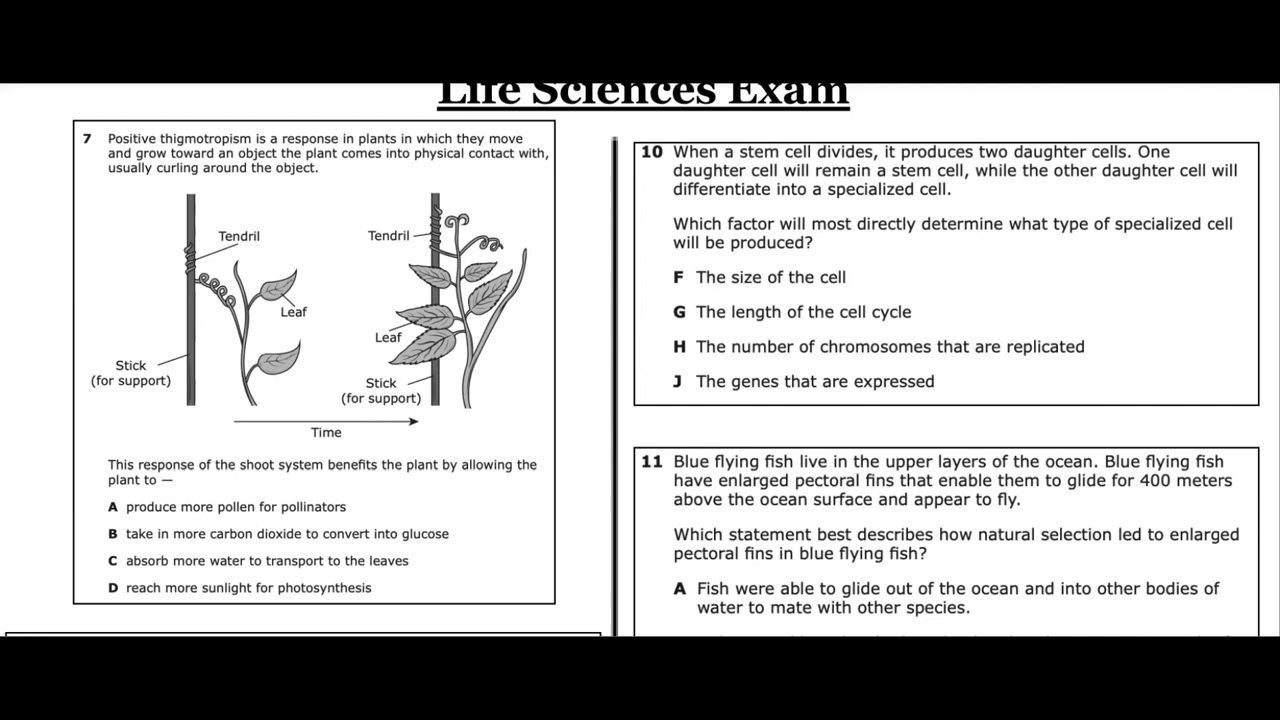 Life Sciences Exam
7 Positive thigmotropism is a response in plants in which they move
and grow toward an object the plant comes into physical contact with,
usually curling around the object.
Tendril
Leaf
Stick
(for support)
Tendril
Leaf
Stick
(for support)
Time
This response of the shoot system benefits the plant by allowing the
plant to —
A produce more pollen for pollinators
B take in more carbon dioxide to convert into glucose
C absorb more water to transport to the leaves
D reach more sunlight for photosynthesis
10 When a stem cell divides, it produces two daughter cells. One
daughter cell will remain a stem cell, while the other daughter cell will
differentiate into a specialized cell.
Which factor will most directly determine what type of specialized cell
will be produced?
F The size of the cell
G The length of the cell cycle
H The number of chromosomes that are replicated
J The genes that are expressed
11 Blue flying fish live in the upper layers of the ocean. Blue flying fish
have enlarged pectoral fins that enable them to glide for 400 meters
above the ocean surface and appear to fly.
Which statement best describes how natural selection led to enlarged
pectoral fins in blue flying fish?
A Fish were able to glide out of the ocean and into other bodies of
water to mate with other species.